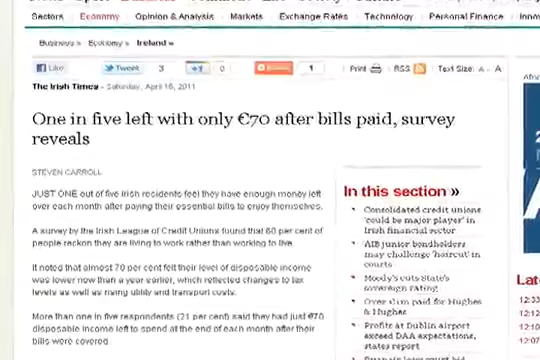 Sectors Economy Opinion & Analysis Markets Exchange Rates Technology Personal Finance
Business » Economy » Ireland »
Like Tweet 3 0 1 Print RSS Text Size: A A
The Irish Times - Saturday, April 16, 2011
One in five left with only €70 after bills paid, survey
reveals
STEVEN CARROLL
JUST ONE out of five Irish residents feel they have enough money left
over each month after paying their essential bills to enjoy themselves.
A survey by the Irish League of Credit Unions found that 60 per cent of
people reckon they are living to work rather than working to live.
It noted that almost 70 per cent felt their level of disposable income
was lower now than a year earlier, which reflected changes to tax
levels as well as rising utility and transport costs.
More than one in five respondents (21 per cent) said they had just €70
disposable income left to spend at the end of each month after their
bills were covered.
In this section »
Consolidated credit unions
'could be major player' in
Irish financial sector
AIB junior bondholders
may challenge 'haircut' in
courts
Moody's cuts State's
sovereign rating
Over €1m paid for Hughes
& Hughes
Profits at Dublin airport
exceed DAA expectations,
states report
Late
12:33
12:10
12:07